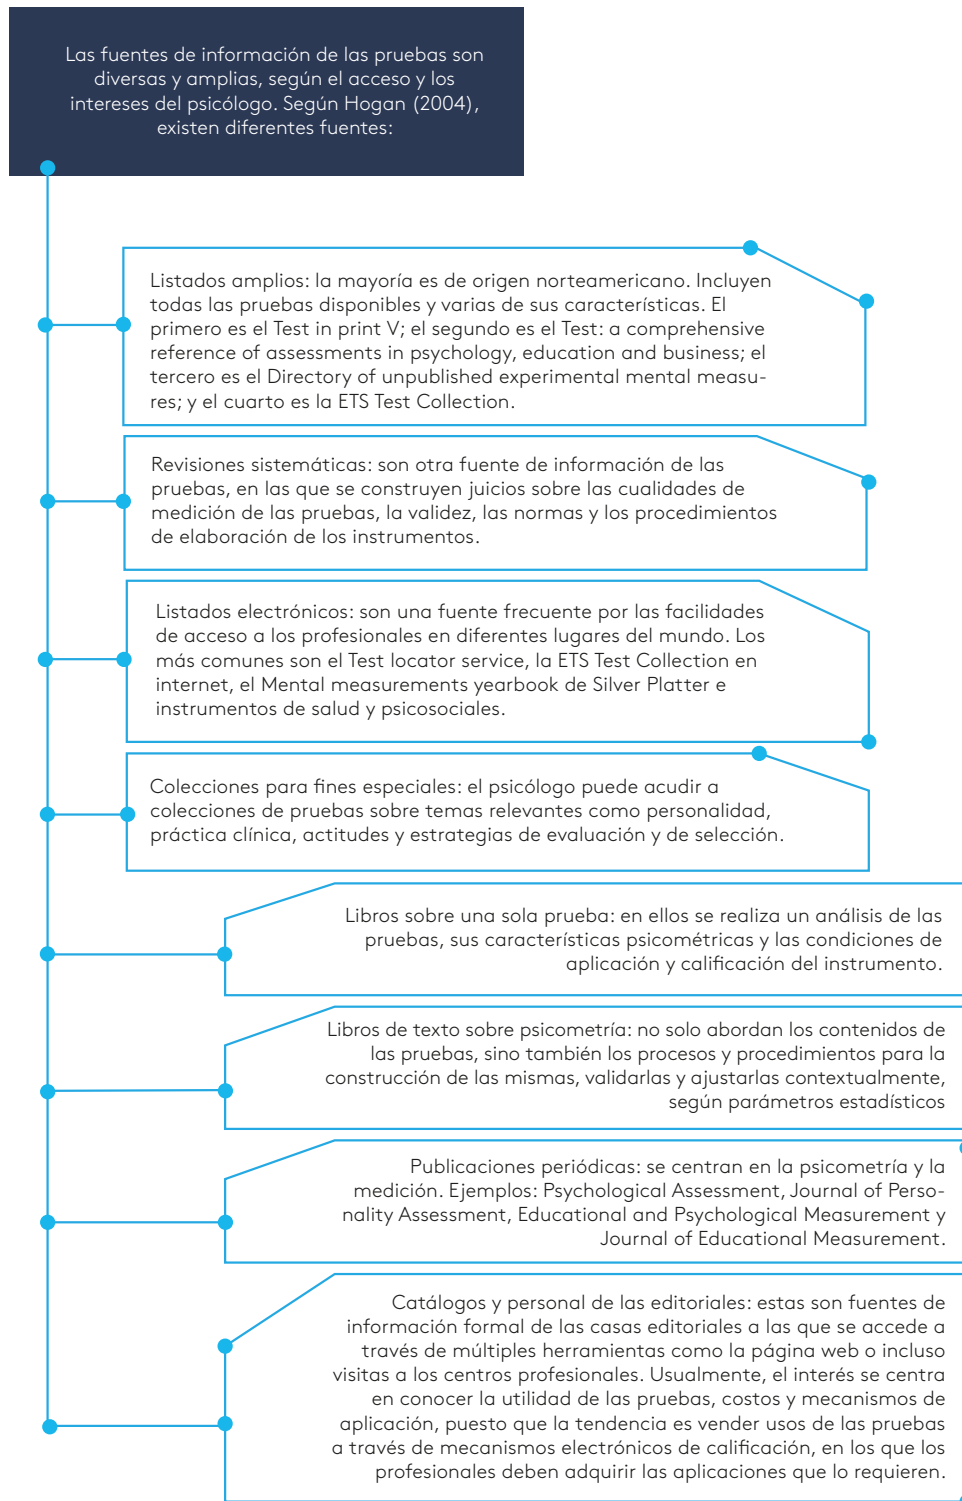 Las fuentes de información de las pruebas son
diversas y amplias, según el acceso y los
intereses del psicólogo. Según Hogan (2004),
existen diferentes fuentes:
Listados amplios: la mayoría es de origen norteamericano. Incluyen
todas las pruebas disponibles y varias de sus características. El
primero es el Test in print V; el segundo es el Test: a comprehensive
reference of assessments in psychology, education and business; el
tercero es el Directory of unpublished experimental mental measu-
res; y el cuarto es la ETS Test Collection.
Revisiones sistemáticas: son otra fuente de información de las
pruebas, en las que se construyen juicios sobre las cualidades de
medición de las pruebas, la validez, las normas y los procedimientos
de elaboración de los instrumentos.
Listados electrónicos: son una fuente frecuente por las facilidades
de acceso a los profesionales en diferentes lugares del mundo. Los
más comunes son el Test locator service, la ETS Test Collection en
internet, el Mental measurements yearbook de Silver Platter e
instrumentos de salud y psicosociales.
Colecciones para fines especiales: el psicólogo puede acudir a
colecciones de pruebas sobre temas relevantes como personalidad,
práctica clínica, actitudes y estrategias de evaluación y de selección.
Libros sobre una sola prueba: en ellos se realiza un análisis de las
pruebas, sus características psicométricas y las condiciones de
aplicación y calificación del instrumento.
Libros de texto sobre psicometría: no solo abordan los contenidos de
las pruebas, sino también los procesos y procedimientos para la
construcción de las mismas, validarlas y ajustarlas contextualmente,
según parámetros estadísticos
Publicaciones periódicas: se centran en la psicometría y la
medición. Ejemplos: Psychological Assessment, Journal of Perso-
nality Assessment, Educational and Psychological Measurement y
Journal of Educational Measurement.
Catálogos y personal de las editoriales: estas son fuentes de
información formal de las casas editoriales a las que se accede a
través de múltiples herramientas como la página web o incluso
visitas a los centros profesionales. Usualmente, el interés se centra
en conocer la utilidad de las pruebas, costos y mecanismos de
aplicación, puesto que la tendencia es vender usos de las pruebas
a través de mecanismos electrónicos de calificación, en los que los
profesionales deben adquirir las aplicaciones que lo requieren.